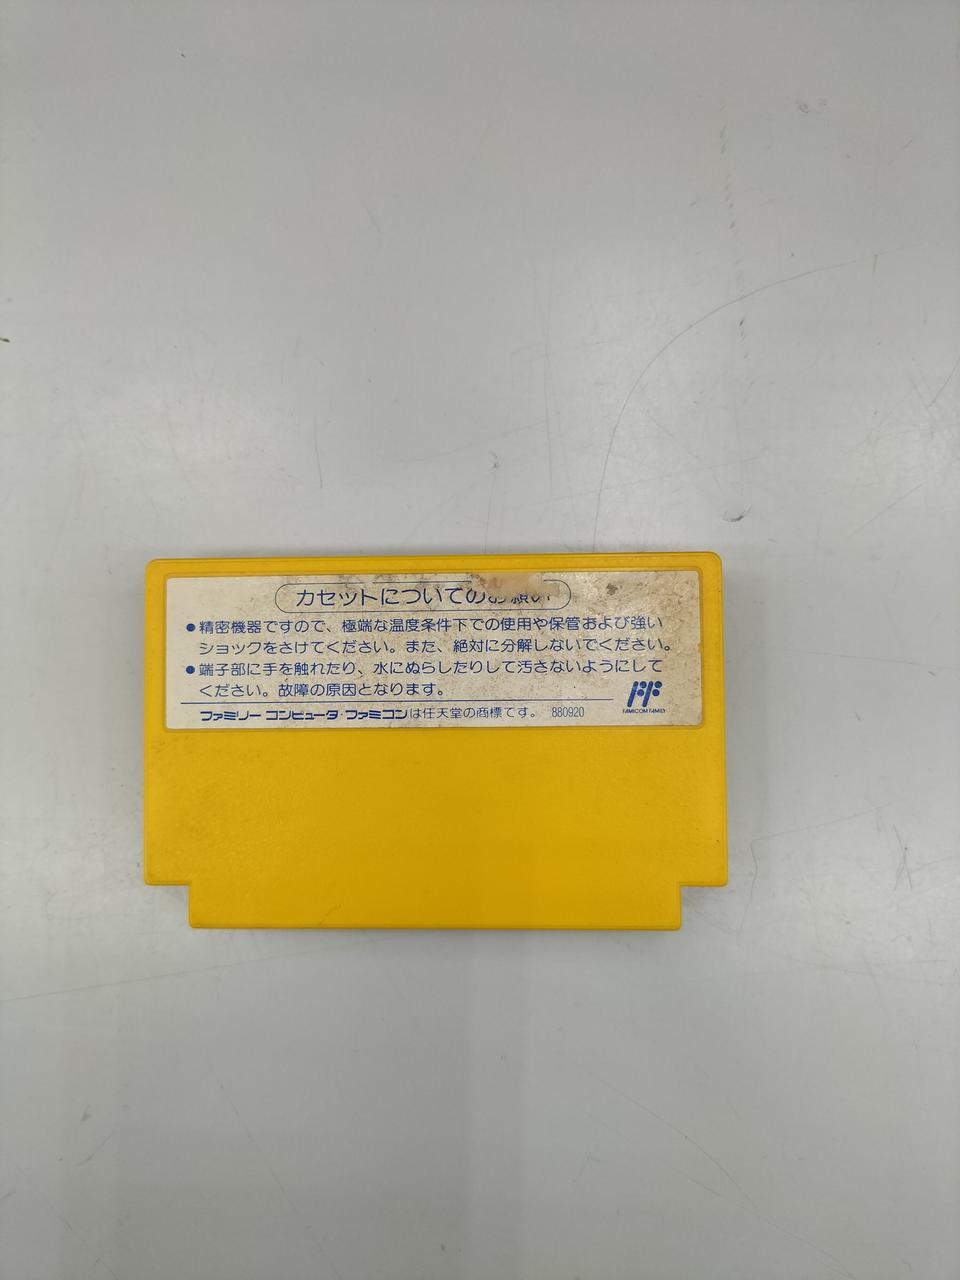 カセットについてのお願い
●精密機器ですので、極端な温度条件下での使用や保管および強い
ショックをさけてください。また、絶対に分解しないでください。
●端子部に手を触れたり、水にぬらしたりして汚さないようにして
ください。故障の原因となります。
FAMICOM FAMILY
ファミリー コンピュータ・ファミコンは任天堂の商標です。 880920